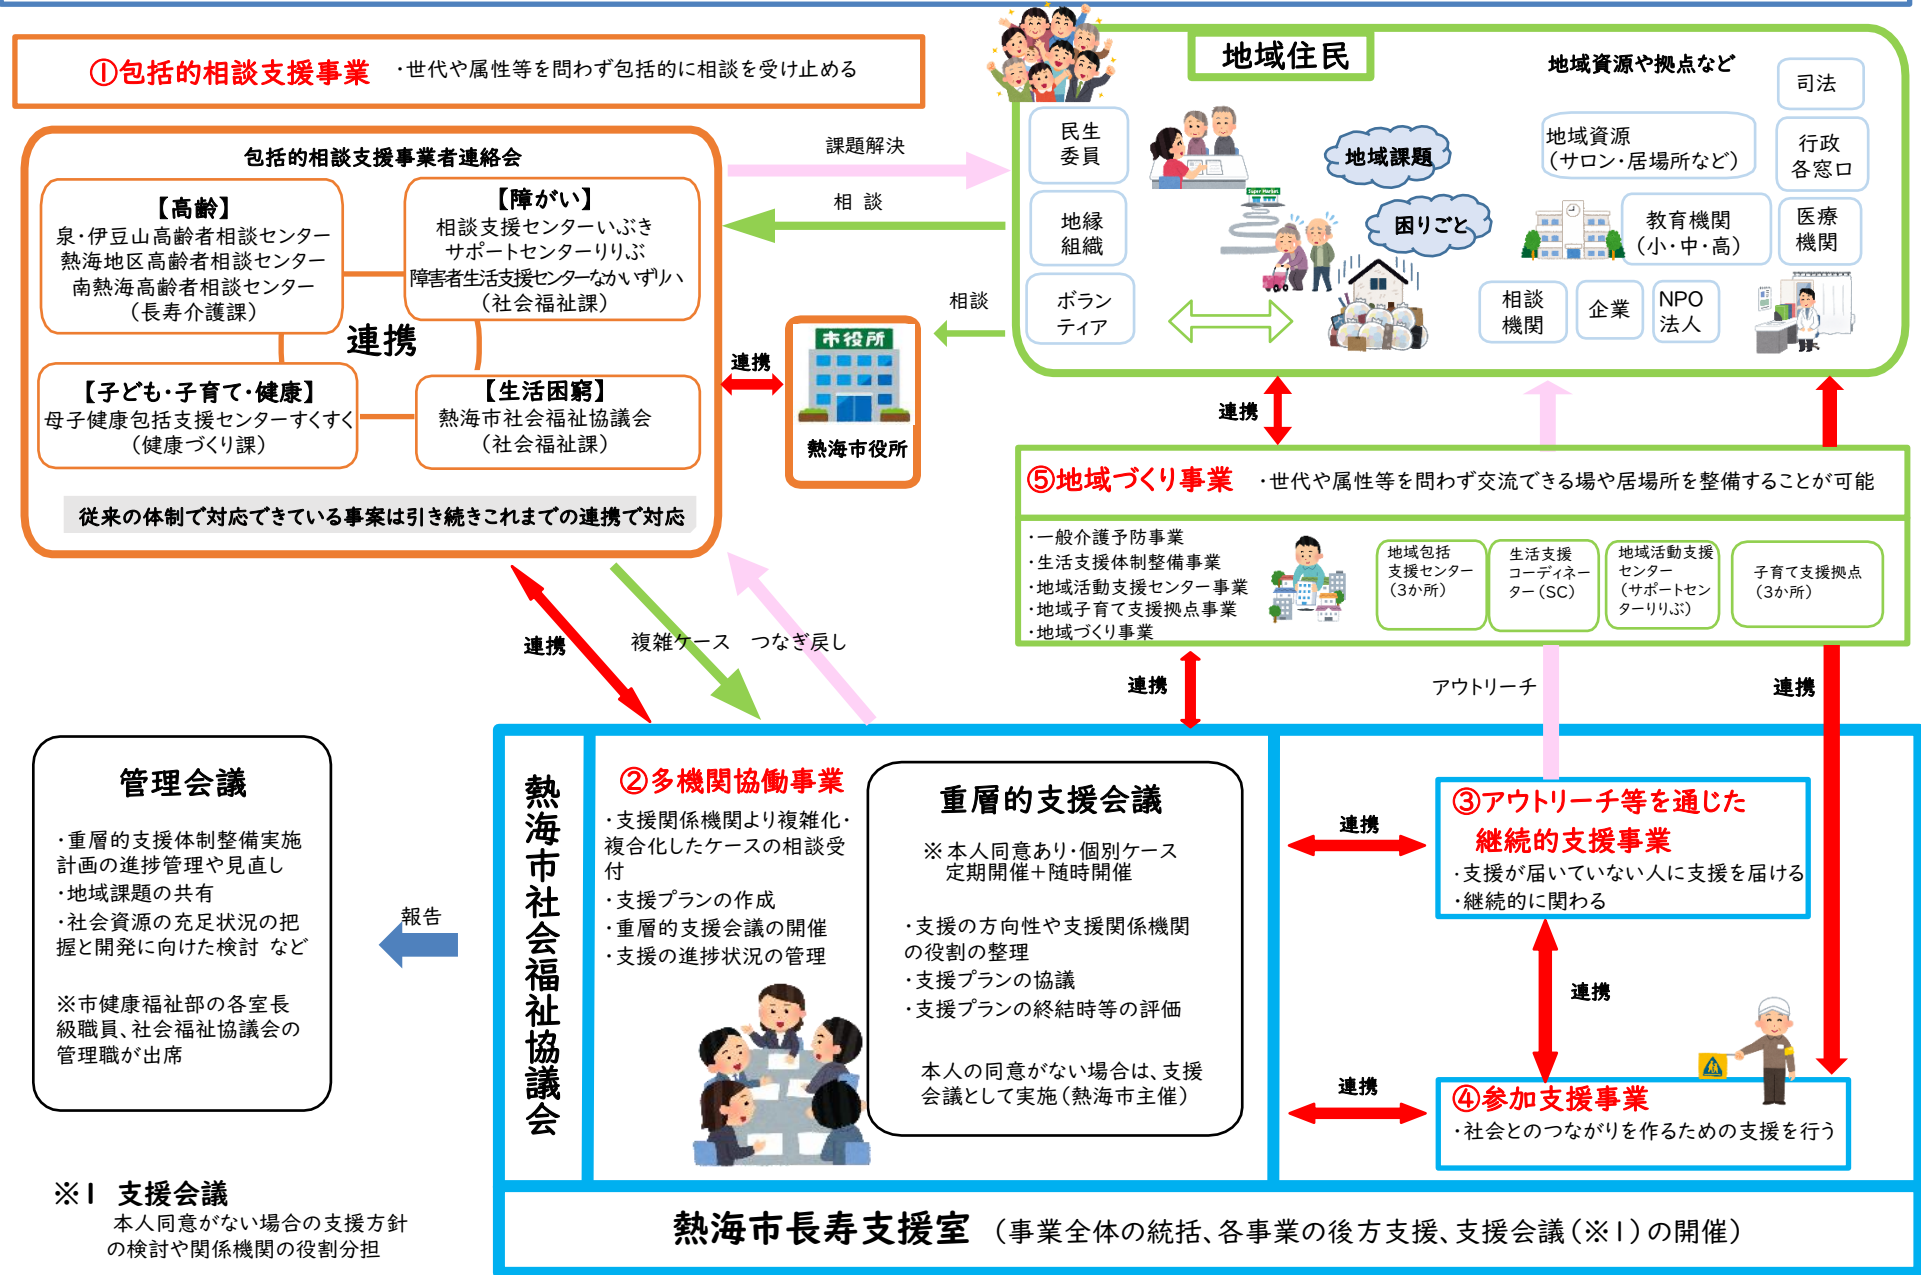 ①包括的相談支援事業 ・世代や属性等を問わず包括的に相談を受け止める
包括的相談支援事業者連絡会
【高齢】
泉・伊豆山高齢者相談センター
熱海地区高齢者相談センター
南熱海高齢者相談センター
（長寿介護課）
【障がい】
相談支援センターいぶき
サポートセンターりりぶ
障害者生活支援センターなかいずリハ
（社会福祉課）
連携
【子ども・子育て・健康】
母子健康包括支援センターすくすく
（健康づくり課）
【生活困窮】
熱海市社会福祉協議会
（社会福祉課）
従来の体制で対応できている事案は引き続きこれまでの連携で対応
課題解決
相 談
相談
連携
市役所
熱海市役所
地域住民
地域資源や拠点など
民生
委員
地縁
組織
ボラン
ティア
Super Market
地域課題
困りごと
地域資源
（サロン・居場所など）
司法
行政
各窓口
教育機関
（小・中・高）
医療
機関
相談
機関
企業
NPO
法人
連携
⑤地域づくり事業 ・世代や属性等を問わず交流できる場や居場所を整備することが可能
・一般介護予防事業
・生活支援体制整備事業
・地域活動支援センター事業
・地域子育て支援拠点事業
・地域づくり事業
地域包括
支援センター
（3か所）
生活支援
コーディネー
ター（SC）
地域活動支援
センター
（サポートセン
ターりりぶ）
子育て支援拠点
（3か所）
連携
複雑ケース
つなぎ戻し
連携
アウトリーチ
連携
管理会議
・重層的支援体制整備実施
計画の進捗管理や見直し
・地域課題の共有
・社会資源の充足状況の把
握と開発に向けた検討 など
※市健康福祉部の各室長
級職員、社会福祉協議会の
管理職が出席
報告
熱海市社会福祉協議会
②多機関協働事業
・支援関係機関より複雑化・
複合化したケースの相談受
付
・支援プランの作成
・重層的支援会議の開催
・支援の進捗状況の管理
重層的支援会議
※本人同意あり・個別ケース
定期開催＋随時開催
・支援の方向性や支援関係機関
の役割の整理
・支援プランの協議
・支援プランの終結時等の評価
本人の同意がない場合は、支援
会議として実施（熱海市主催）
連携
③アウトリーチ等を通じた
継続的支援事業
・支援が届いていない人に支援を届ける
・継続的に関わる
連携
連携
④参加支援事業
・社会とのつながりを作るための支援を行う
※1 支援会議
本人同意がない場合の支援方針
の検討や関係機関の役割分担
熱海市長寿支援室 （事業全体の統括、各事業の後方支援、支援会議（※1）の開催）